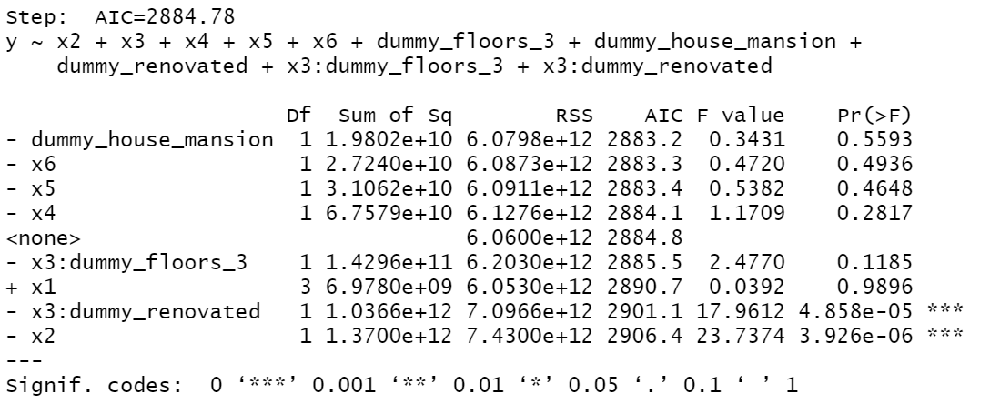 Step:  AIC=2884.78
y ~ x2 + x3 + x4 + x5 + x6 + dummy_floors_3 + dummy_house_mansion +
    dummy_renovated + x3:dummy_floors_3 + x3:dummy_renovated

                      Df  Sum of Sq        RSS    AIC F value    Pr(>F)
- dummy_house_mansion  1 1.9802e+10 6.0798e+12 2883.2  0.3431    0.5593
- x6                   1 2.7240e+10 6.0873e+12 2883.3  0.4720    0.4936
- x5                   1 3.1062e+10 6.0911e+12 2883.4  0.5382    0.4648
- x4                   1 6.7579e+10 6.1276e+12 2884.1  1.1709    0.2817
<none>                              6.0600e+12 2884.8
- x3:dummy_floors_3    1 1.4296e+11 6.2030e+12 2885.5  2.4770    0.1185
+ x1                   3 6.9780e+09 6.0530e+12 2890.7  0.0392    0.9896
- x3:dummy_renovated   1 1.0366e+12 7.0966e+12 2901.1 17.9612 4.858e-05 ***
- x2                   1 1.3700e+12 7.4300e+12 2906.4 23.7374 3.926e-06 ***
---
Signif. codes:  0 ‘***’ 0.001 ‘**’ 0.01 ‘*’ 0.05 ‘.’ 0.1 ‘ ’ 1